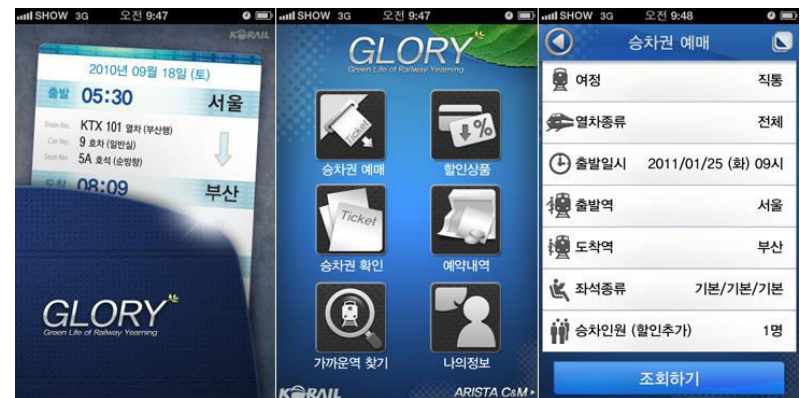 SHOW 3G 오전 9:47
KORAIL
2010년 09월 18일 (토)
출발 05:30 서울
Train No. KTX 101 열차 (부산행)
Car No. 9 호차 (일반실)
Seat No. 5A 호석 (순방향)
도착 08:09 부산
GLORY
Green Life of Railway Yearning
SHOW 3G 오전 9:47
GLORY
Green Life of Railway Yearning
Ticket
%
승차권 예매 할인상품
Ticket
승차권 확인 예약내역
가까운역 찾기 나의정보
KORAIL ARISTA C&M
SHOW 3G 오전 9:48
승차권 예매
여정 직통
열차종류 전체
출발일시 2011/01/25 (화) 09시
출발역 서울
도착역 부산
좌석종류 기본/기본/기본
승차인원 (할인추가) 1명
조회하기